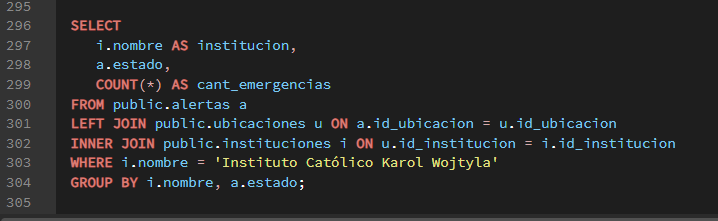 295
296 SELECT
297 i.nombre AS institucion,
298 a.estado,
299 COUNT(*) AS cant_emergencias
300 FROM public.alertas a
301 LEFT JOIN public.ubicaciones u ON a.id_ubicacion = u.id_ubicacion
302 INNER JOIN public.instituciones i ON u.id_institucion = i.id_institucion
303 WHERE i.nombre = 'Instituto Católico Karol Wojtyla'
304 GROUP BY i.nombre, a.estado;
305